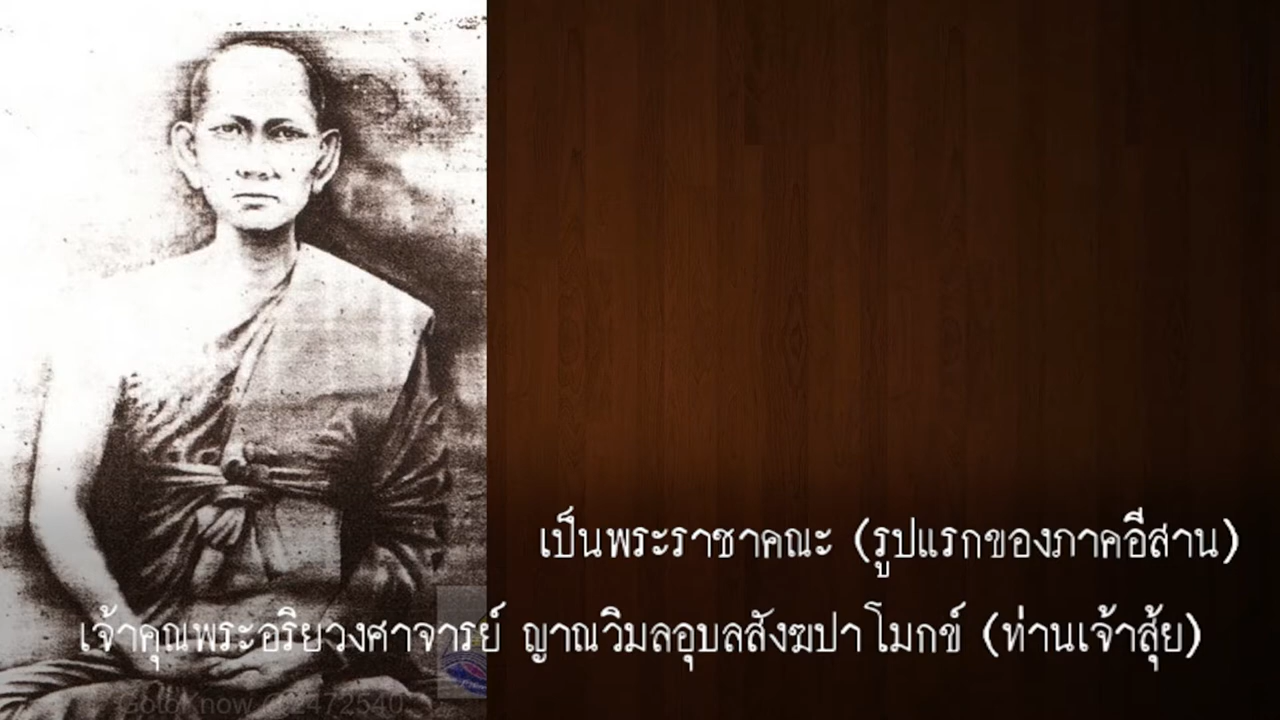 เป็นพระราชาคณะ (รูปแรกของภาคอีสาน)
เจ้าคุณพระอริยวงศาจารย์ ญาณวิมลอุบลสังฆปาโมกข์ (ท่านเจ้าสุ้ย)
GotoKnow @2472540